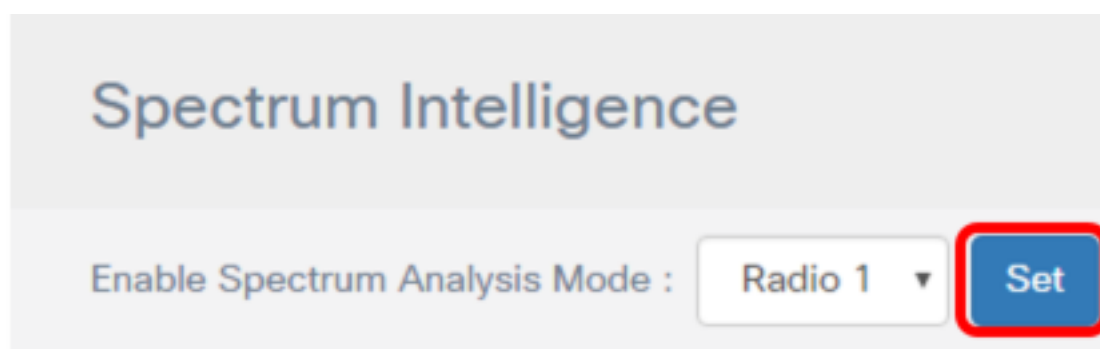 Spectrum Intelligence
Enable Spectrum Analysis Mode : Radio 1 Set